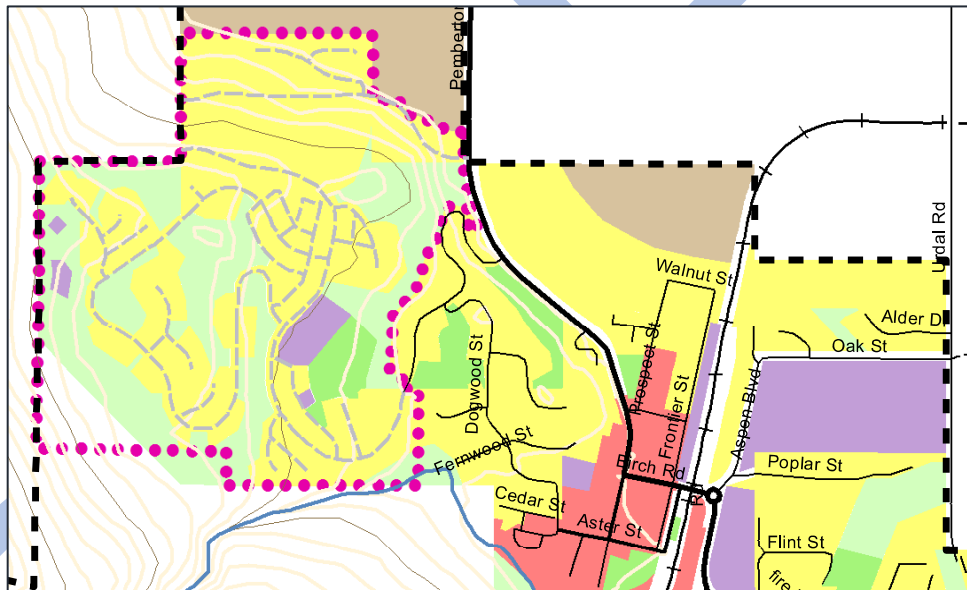 Pemberton
Urdal Rd
Walnut St
Alder D
Oak St
Prospect St
Dogwood St
Frontier St
Aspen Blvd
Fernwood St
Birch Rd
Poplar St
Rd
Cedar St
Aster St
Flint St
fire